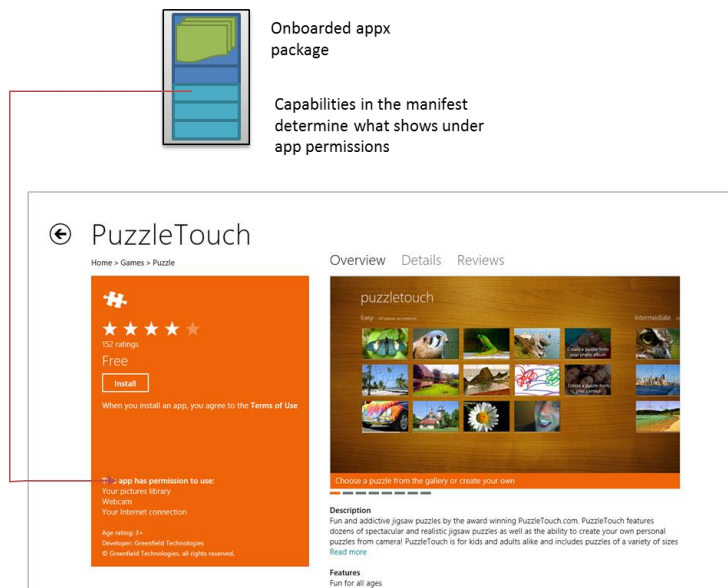 Onboarded appx
package
Capabilities in the manifest
determine what shows under
app permissions
PuzzleTouch
Home > Games > Puzzle
Overview Details Reviews
152 ratings
Free
Install
When you install an app, you agree to the Terms of Use
app has permission to use:
Your pictures library
Webcam
Your Internet connection
Age rating: 3+
Developer: Greenfield Technologies
© Greenfield Technologies. all rights reserved.
puzzletouch
Easy
Intermediate
Create a puzzle from
your photo album
Create a puzzle from
your camera
Choose a puzzle from the gallery or create your own
Description
Fun and addictive jigsaw puzzles by the award winning PuzzleTouch.com. PuzzleTouch features
dozens of spectacular and realistic jigsaw puzzles as well as the ability to create your own personal
puzzles from camera! PuzzleTouch is for kids and adults alike and includes puzzles of a variety of sizes
Read more
Features
Fun for all ages